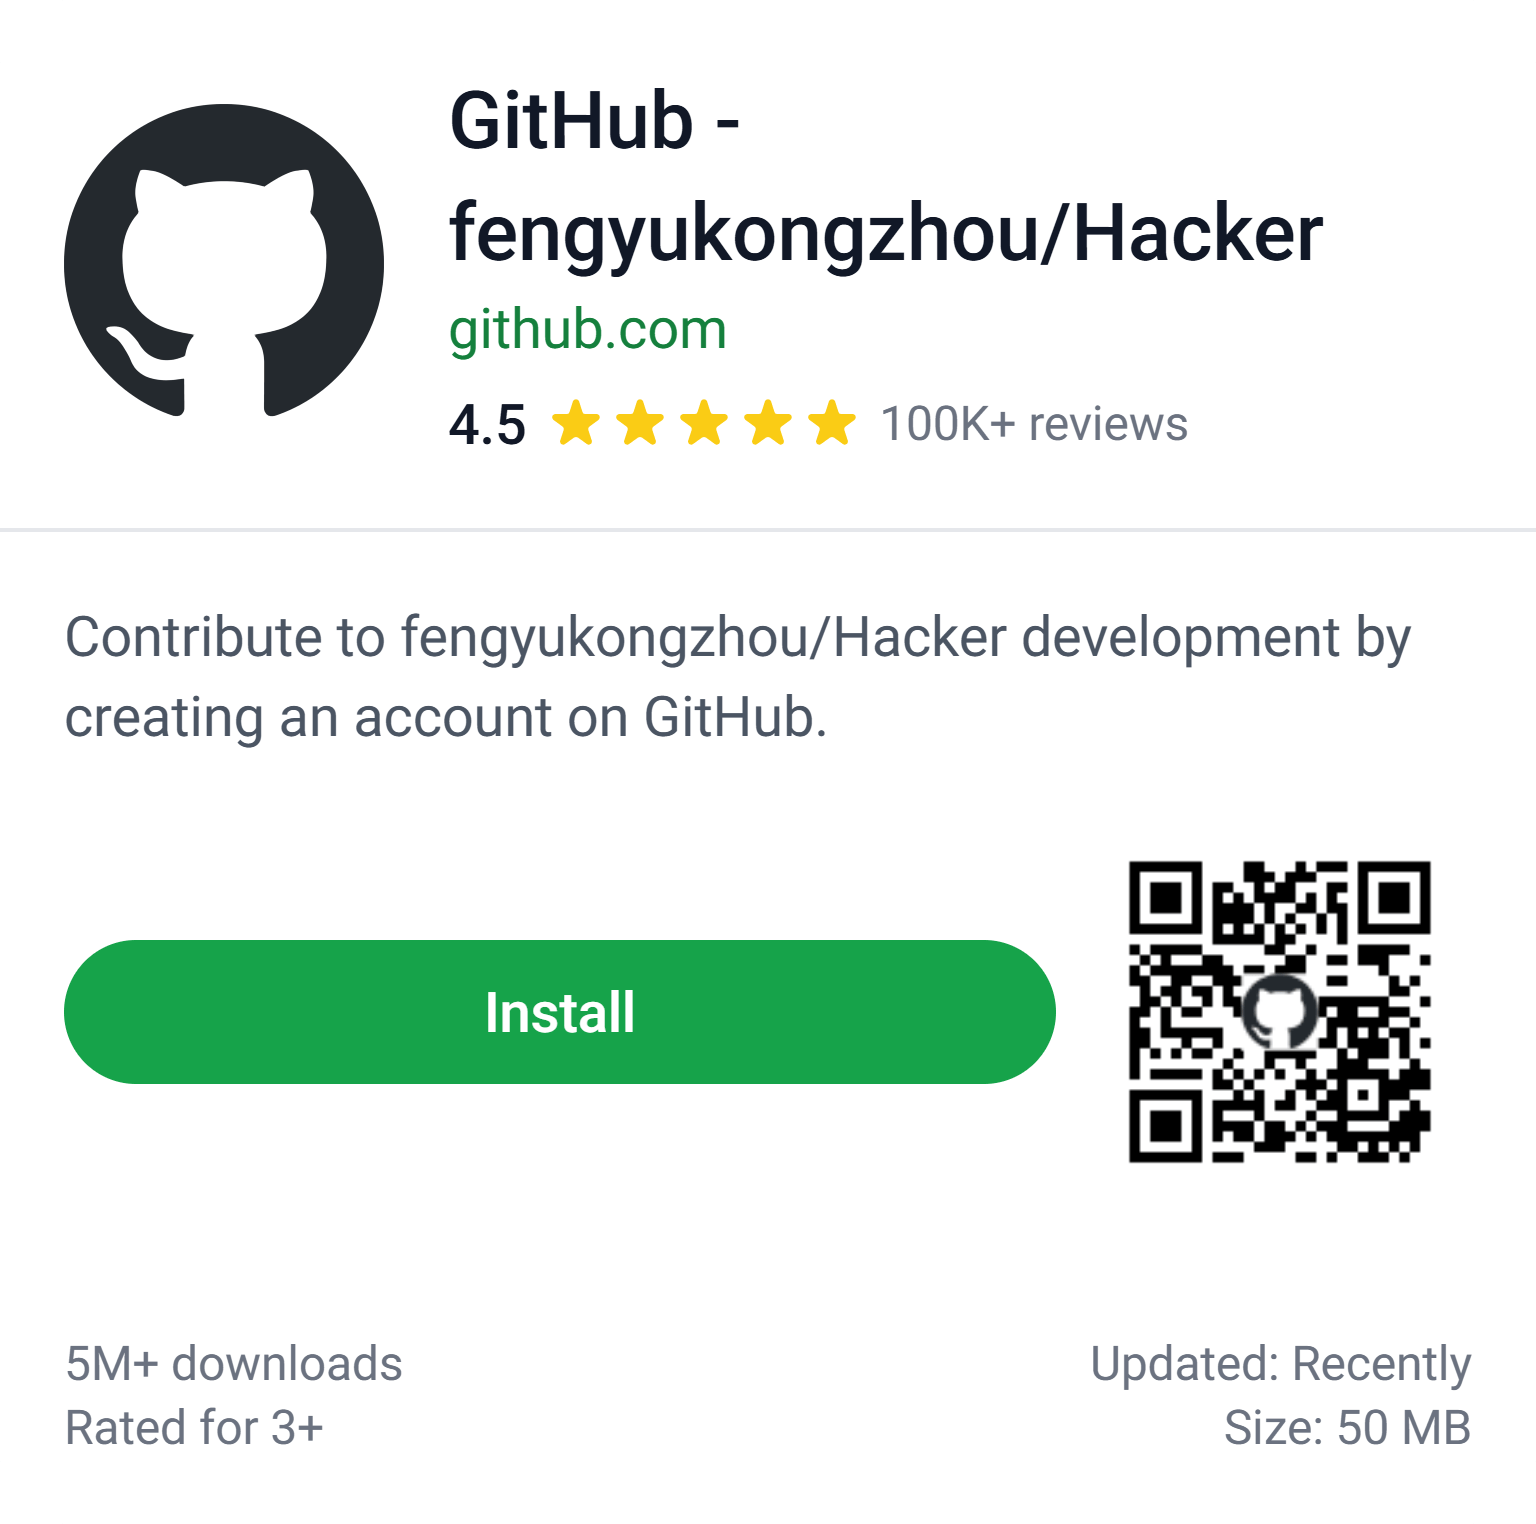 GitHub -
fengyukongzhou/Hacker
github.com
4.5 100K+ reviews
Contribute to fengyukongzhou/Hacker development by
creating an account on GitHub.
Install
5M+ downloads
Updated: Recently
Rated for 3+
Size: 50 MB